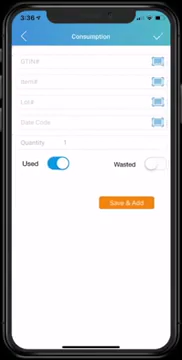 3:36
Consumption
GTIN#
Item#
Lot#
Date Code
Quantity 1
Used Wasted
Save & Add